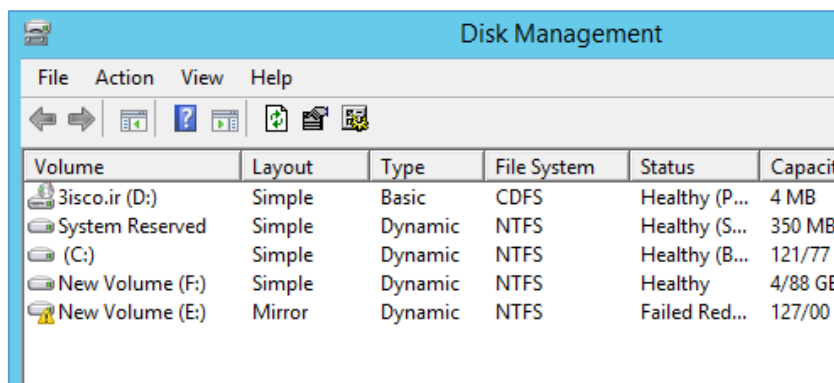 Disk Management
File Action View Help
Volume Layout Type File System Status Capacit
3isco.ir (D:) Simple Basic CDFS Healthy (P... 4 MB
System Reserved Simple Dynamic NTFS Healthy (S... 350 MB
(C:) Simple Dynamic NTFS Healthy (B... 121/77
New Volume (F:) Simple Dynamic NTFS Healthy 4/88 GB
New Volume (E:) Mirror Dynamic NTFS Failed Red... 127/00